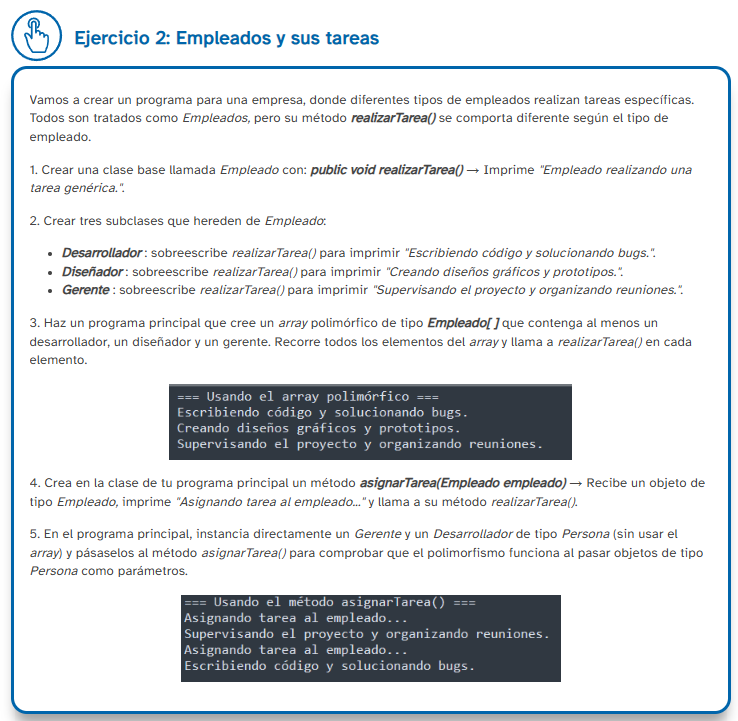 Ejercicio 2: Empleados y sus tareas
Vamos a crear un programa para una empresa, donde diferentes tipos de empleados realizan tareas específicas.
Todos son tratados como Empleados, pero su método realizarTarea() se comporta diferente según el tipo de
empleado.
1. Crear una clase base llamada Empleado con: public void realizarTarea() → Imprime "Empleado realizando una
tarea genérica.".
2. Crear tres subclases que hereden de Empleado:
• Desarrollador : sobreescribe realizarTarea() para imprimir "Escribiendo código y solucionando bugs.".
• Diseñador : sobreescribe realizarTarea() para imprimir "Creando diseños gráficos y prototipos.".
• Gerente : sobreescribe realizarTarea() para imprimir "Supervisando el proyecto y organizando reuniones.".
3. Haz un programa principal que cree un array polimórfico de tipo Empleado[ ] que contenga al menos un
desarrollador, un diseñador y un gerente. Recorre todos los elementos del array y llama a realizarTarea() en cada
elemento.
=== Usando el array polimórfico ===
Escribiendo código y solucionando bugs.
Creando diseños gráficos y prototipos.
Supervisando el proyecto y organizando reuniones.
4. Crea en la clase de tu programa principal un método asignarTarea(Empleado empleado) → Recibe un objeto de
tipo Empleado, imprime "Asignando tarea al empleado..." y llama a su método realizarTarea().
5. En el programa principal, instancia directamente un Gerente y un Desarrollador de tipo Persona (sin usar el
array) y pásaselos al método asignarTarea() para comprobar que el polimorfismo funciona al pasar objetos de tipo
Persona como parámetros.
=== Usando el método asignarTarea() ===
Asignando tarea al empleado...
Supervisando el proyecto y organizando reuniones.
Asignando tarea al empleado...
Escribiendo código y solucionando bugs.